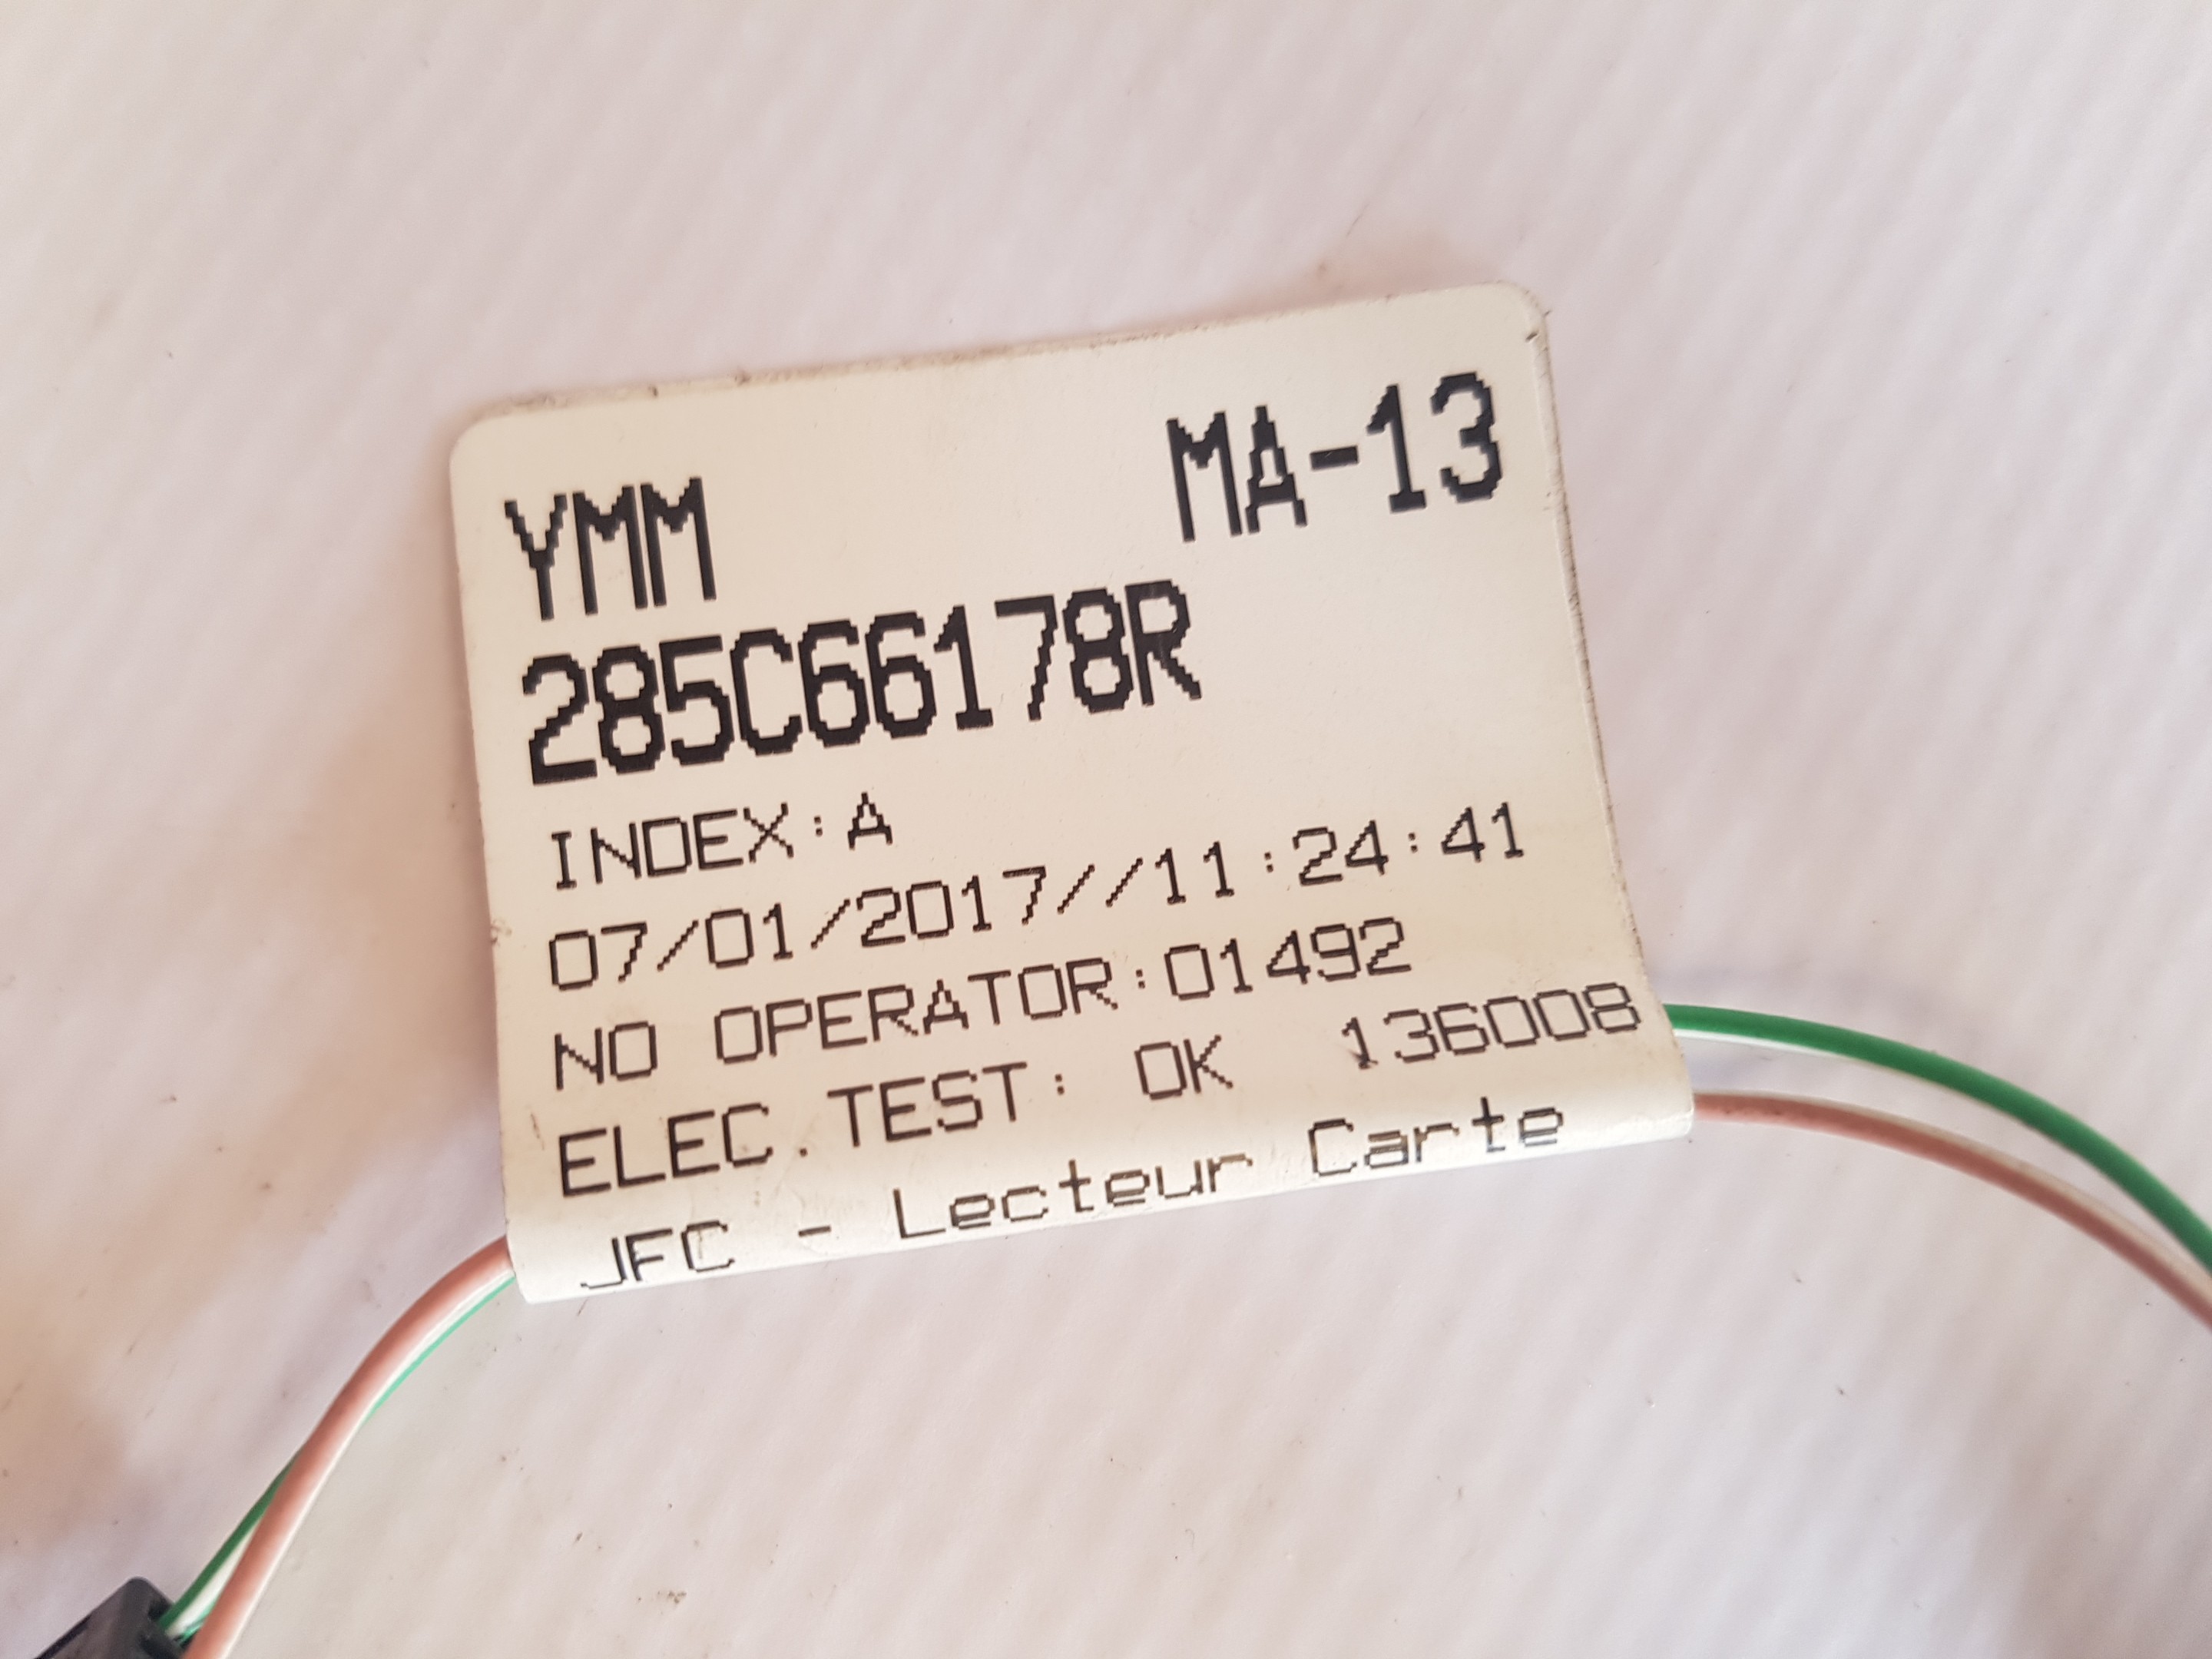 YMM MA-13
285C66178R
INDEX:A
07/01/2017//11:24:41
NO OPERATOR:01492
ELEC.TEST: OK 136008
JFC - Lecteur Carte